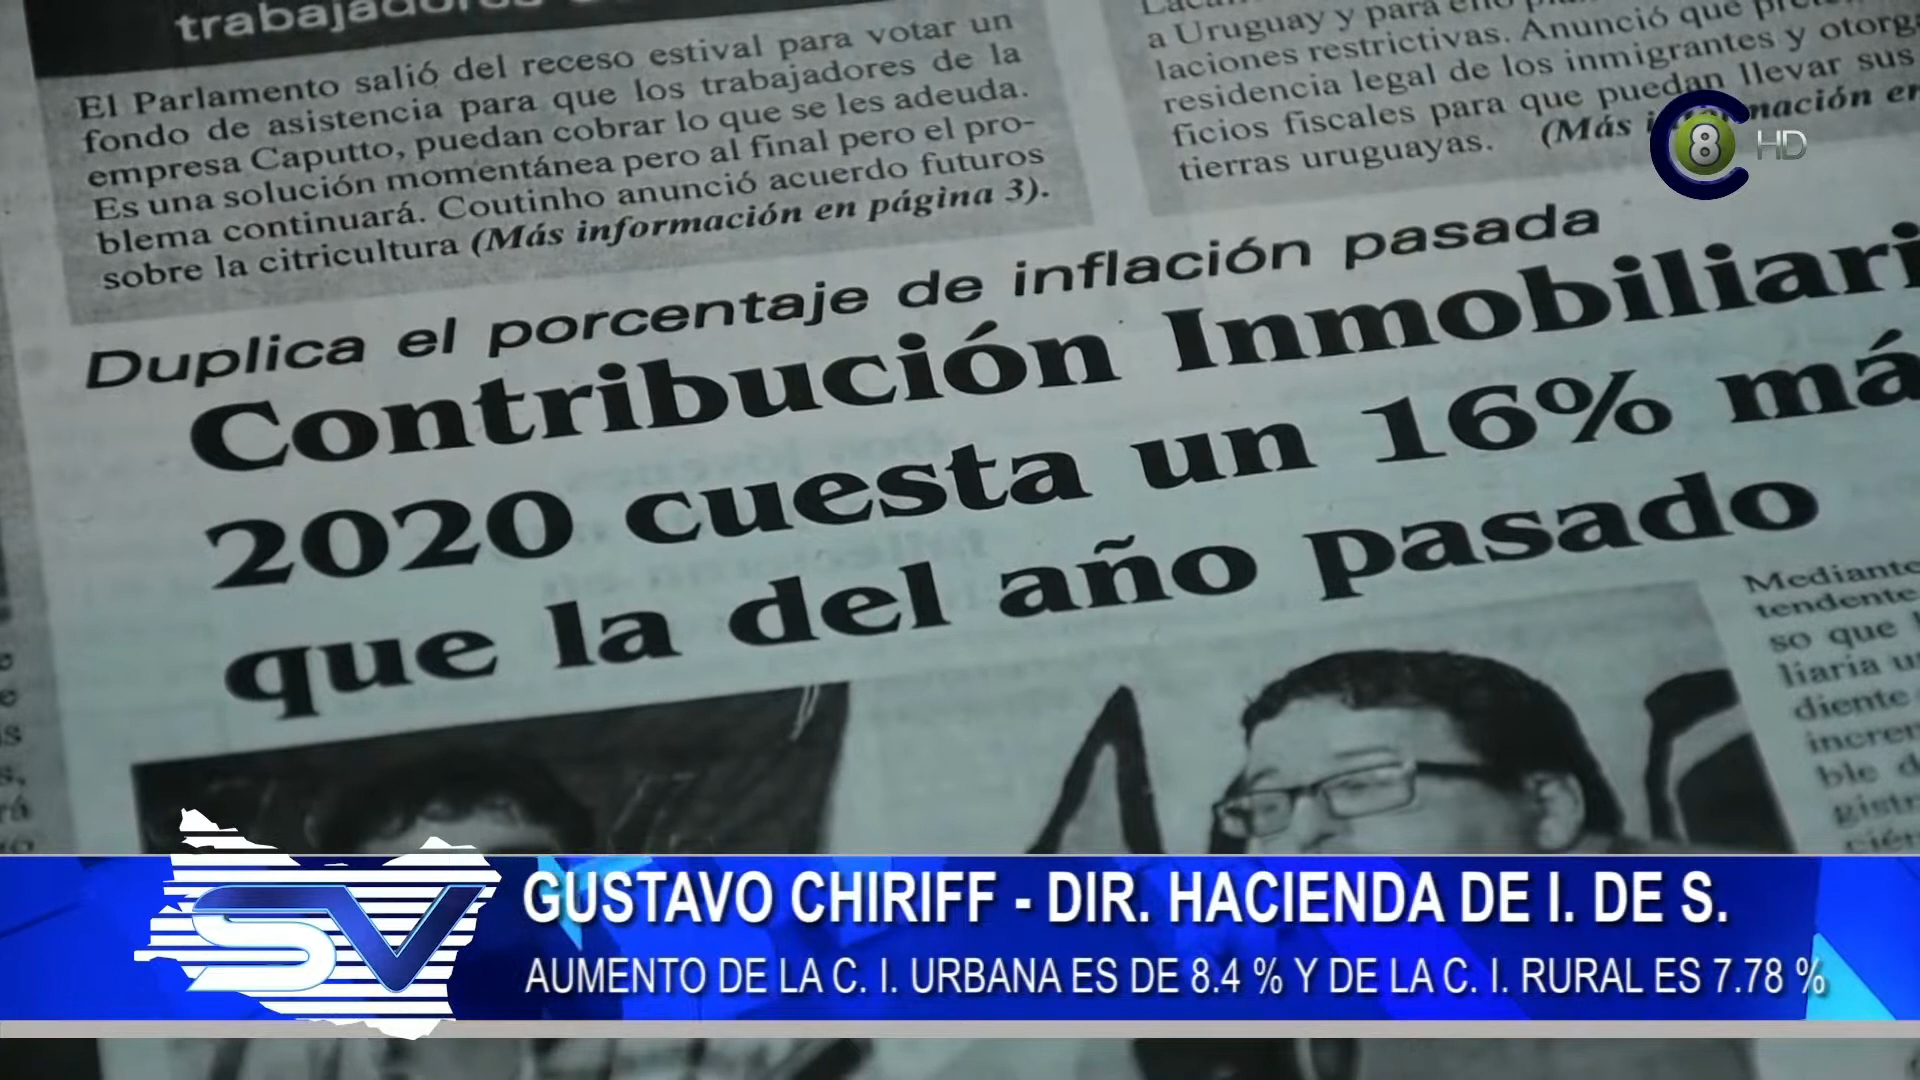 trabajadores
El Parlamento salió del receso estival para votar un
fondo de asistencia para que los trabajadores de la
empresa Caputto, puedan cobrar lo que se les adeuda.
Es una solución momentánea pero al final pero el pro-
blema continuará. Coutinho anunció acuerdo futuros
sobre la citricultura (Más información en página 3).
a Uruguay y para ello
laciones restrictivas. Anunció que
residencia legal de los inmigrantes y otorg
ficios fiscales para que puedan llevar sus
tierras uruguayas. (Más información en
8 HD
Duplica el porcentaje de inflación pasada
Contribución Inmobiliari
2020 cuesta un 16% má
que la del año pasado
Mediante
tendente
so que
liaria u
diente
increm
ble d
gistr
SV
GUSTAVO CHIRIFF - DIR. HACIENDA DE I. DE S.
AUMENTO DE LA C. I. URBANA ES DE 8.4 % Y DE LA C. I. RURAL ES 7.78 %